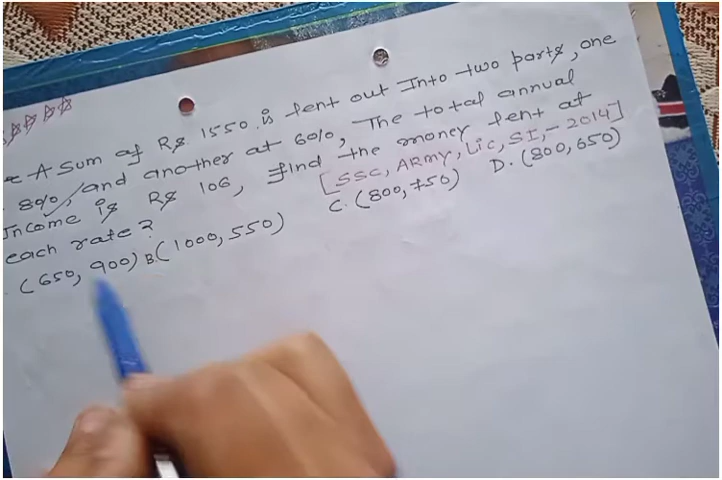 A Sum of Rs. 1550 is lent out Into two parts, one
8%, and another at 6%, The total annual
Income is Rs 106, find the money lent at
each rate? [SSC, ARMY, Lic, SI, - 2014]
(650, 900) B.(1000, 550) C. (800, 750) D. (800, 650)